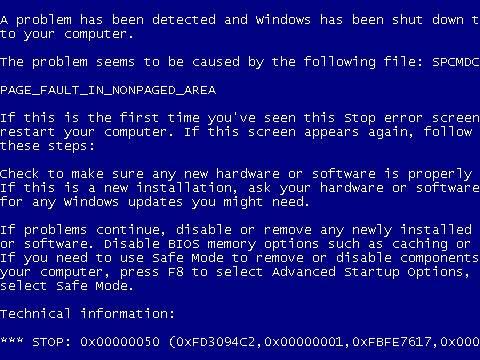 A problem has been detected and Windows has been shut down t
to your computer.
The problem seems to be caused by the following file: SPCMDC
PAGE_FAULT_IN_NONPAGED_AREA
If this is the first time you've seen this Stop error screen
restart your computer. If this screen appears again, follow
these steps:
Check to make sure any new hardware or software is properly
If this is a new installation, ask your hardware or software
for any Windows updates you might need.
If problems continue, disable or remove any newly installed
or software. Disable BIOS memory options such as caching or
If you need to use Safe Mode to remove or disable components
your computer, press F8 to select Advanced Startup Options,
select Safe Mode.
Technical information:
*** STOP: 0x00000050 (0xFD3094C2,0x00000001,0xFBFE7617,0x000